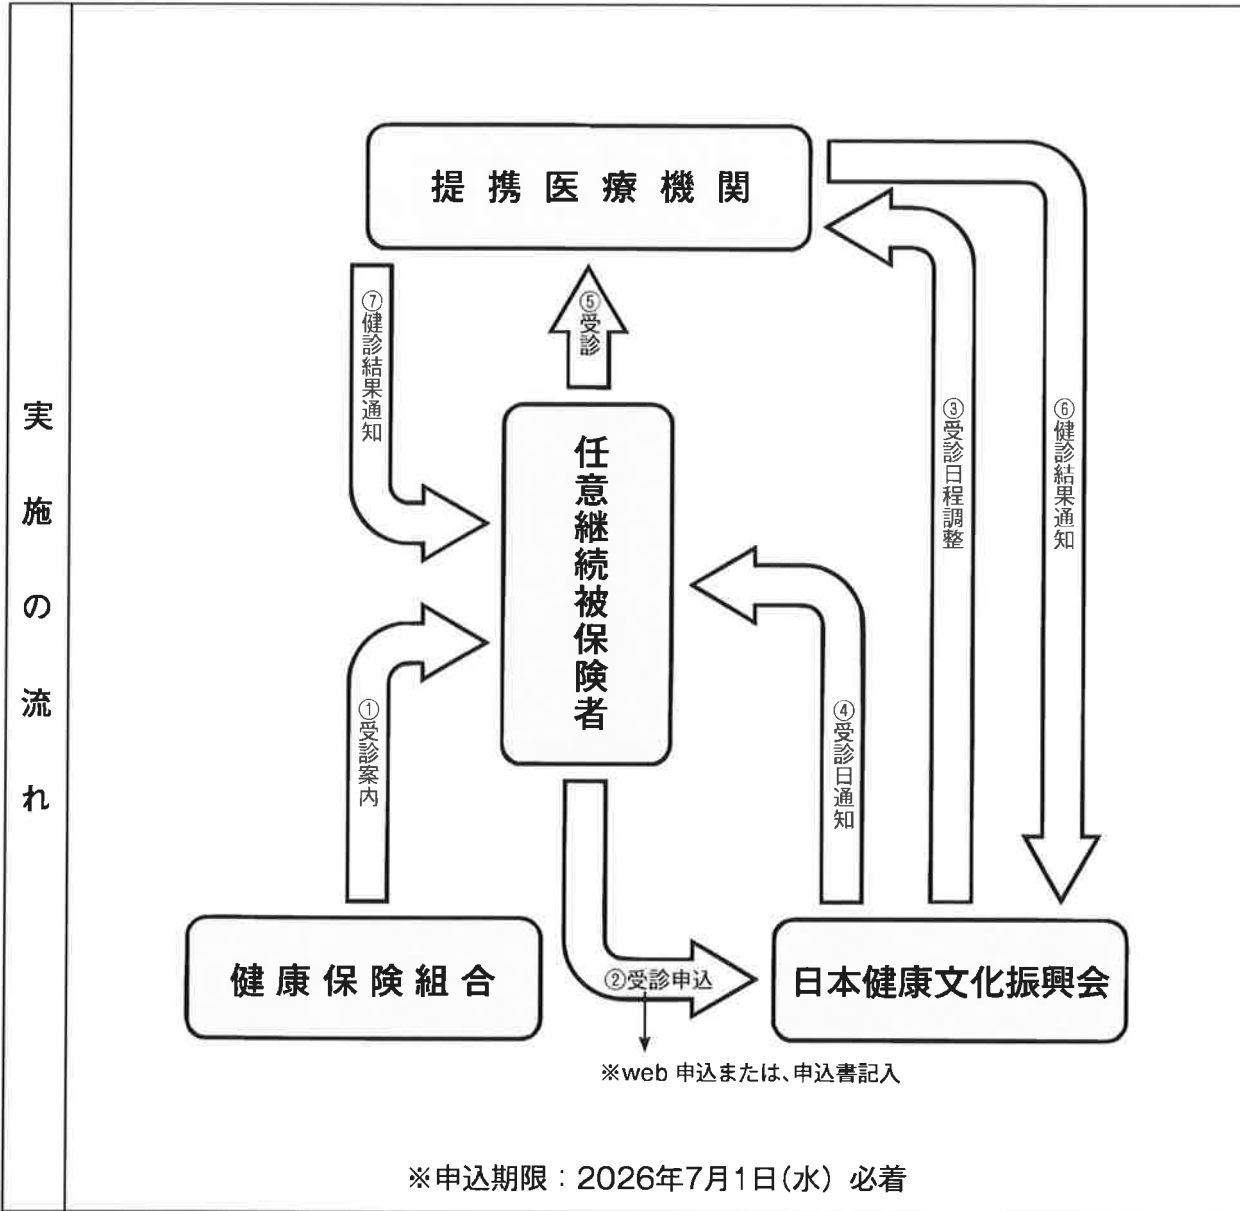 実施の流れ
提携医療機関
⑦健診結果通知
⑤受診
③受診日程調整
⑥健診結果通知
任意継続被保険者
①受診案内
④受診日通知
健康保険組合
②受診申込
日本健康文化振興会
※web 申込または、申込書記入
※申込期限：2026年7月1日(水) 必着